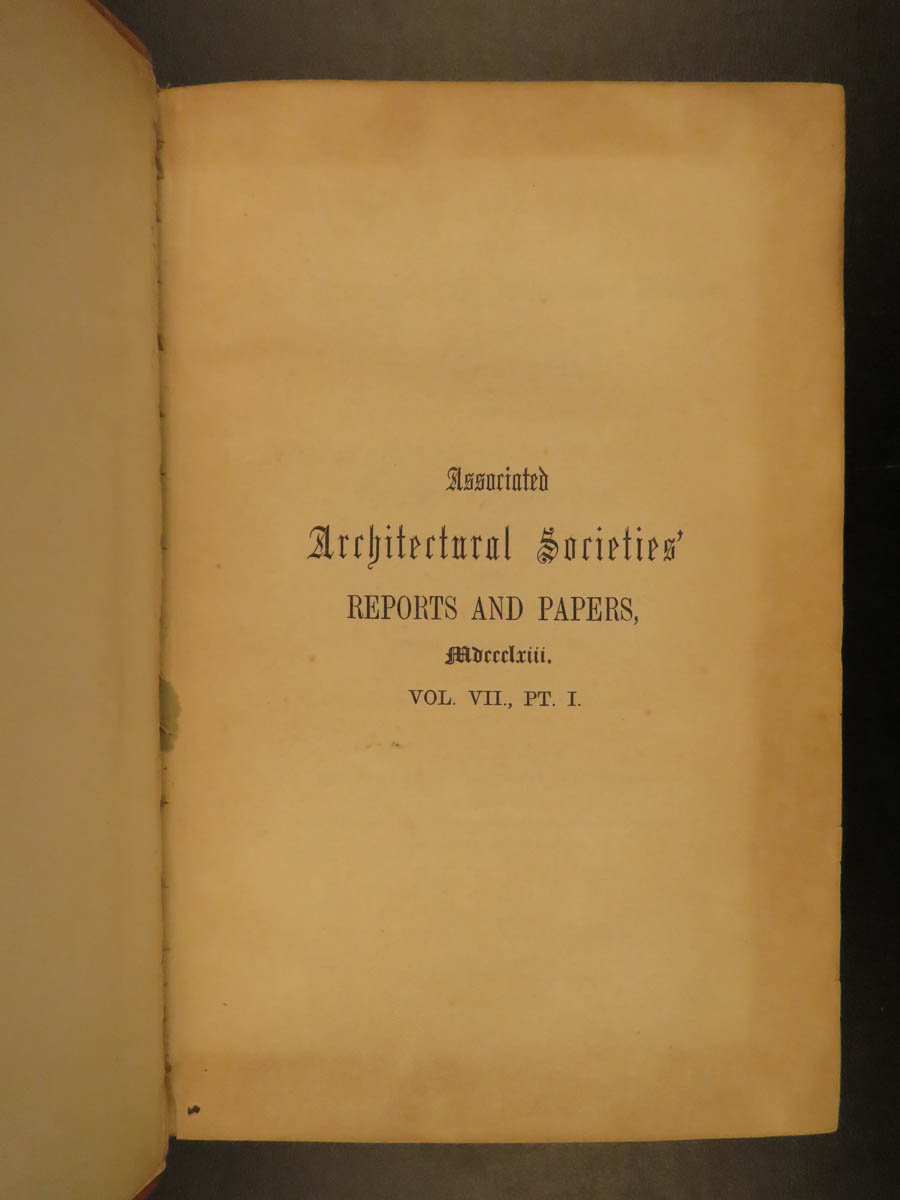 Associated
Architectural Societies'
REPORTS AND PAPERS,
Mdccclxiii.
VOL. VII., PT. I.